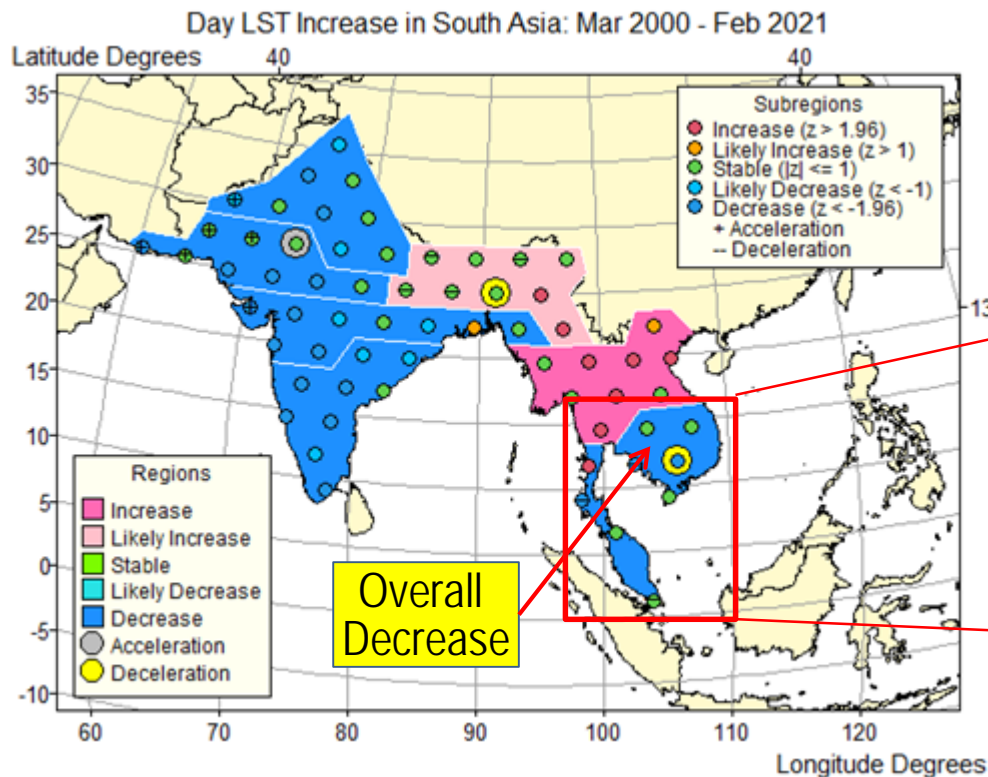 Day LST Increase in South Asia: Mar 2000 - Feb 2021
Latitude Degrees
40
40
35
30
25
20
15
10
5
0
-5
-10
13
Subregions
Increase (z > 1.96)
Likely Increase (z > 1)
Stable (|z| <= 1)
Likely Decrease (z < -1)
Decrease (z < -1.96)
+ Acceleration
-- Deceleration
Regions
Increase
Likely Increase
Stable
Likely Decrease
Decrease
Acceleration
Deceleration
Overall
Decrease
60 70 80 90 100 110 120
Longitude Degrees